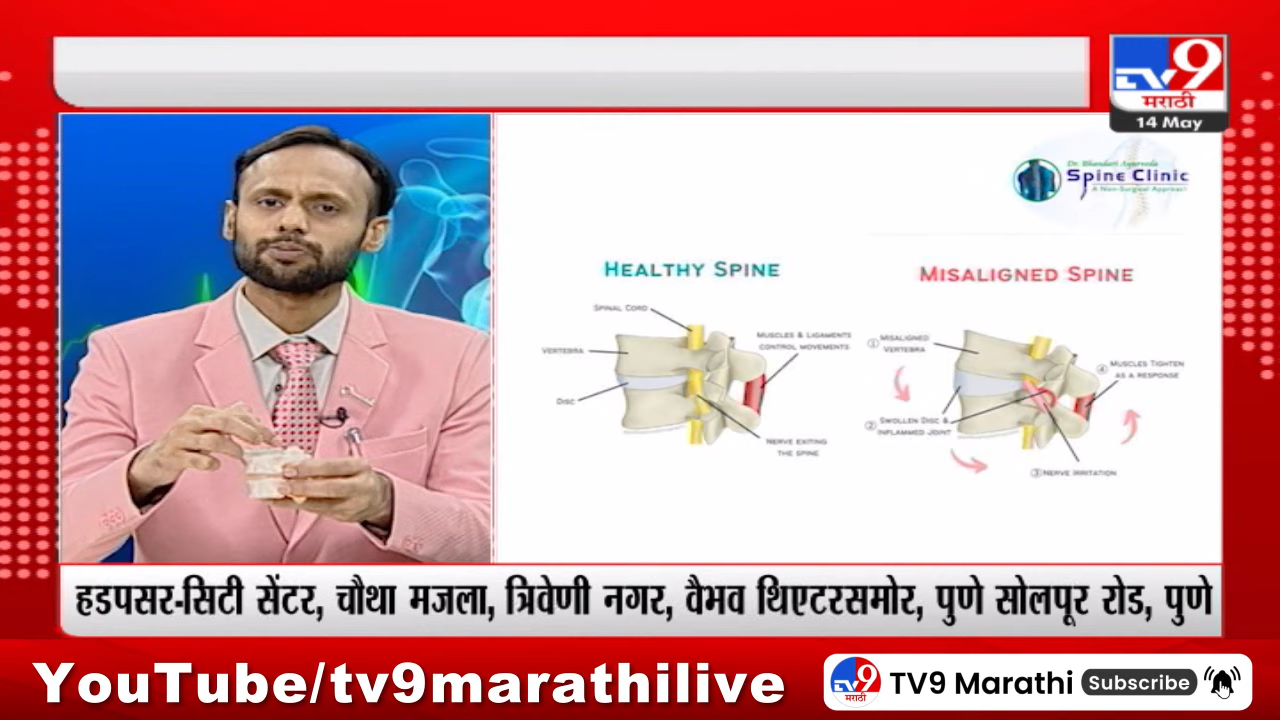 TV9
मराठी
14 May
Dr. Bhandari Ayurveda
Spine Clinic
A Non-Surgical Approach
HEALTHY SPINE
MISALIGNED SPINE
SPINAL CORD
VERTEBRA
DISC
MUSCLES & LIGAMENTS
CONTROL MOVEMENTS
NERVE EXITING
THE SPINE
① MISALIGNED
VERTEBRA
② SWOLLEN DISC &
INFLAMMED JOINT
③ NERVE IRRITATION
④ MUSCLES TIGHTEN
AS A RESPONSE
हडपसर-सिटी सेंटर, चौथा मजला, त्रिवेणी नगर, वैभव थिएटरसमोर, पुणे सोलपूर रोड, पुणे
YouTube/tv9marathilive
TV9
मराठी
TV9 Marathi
Subscribe